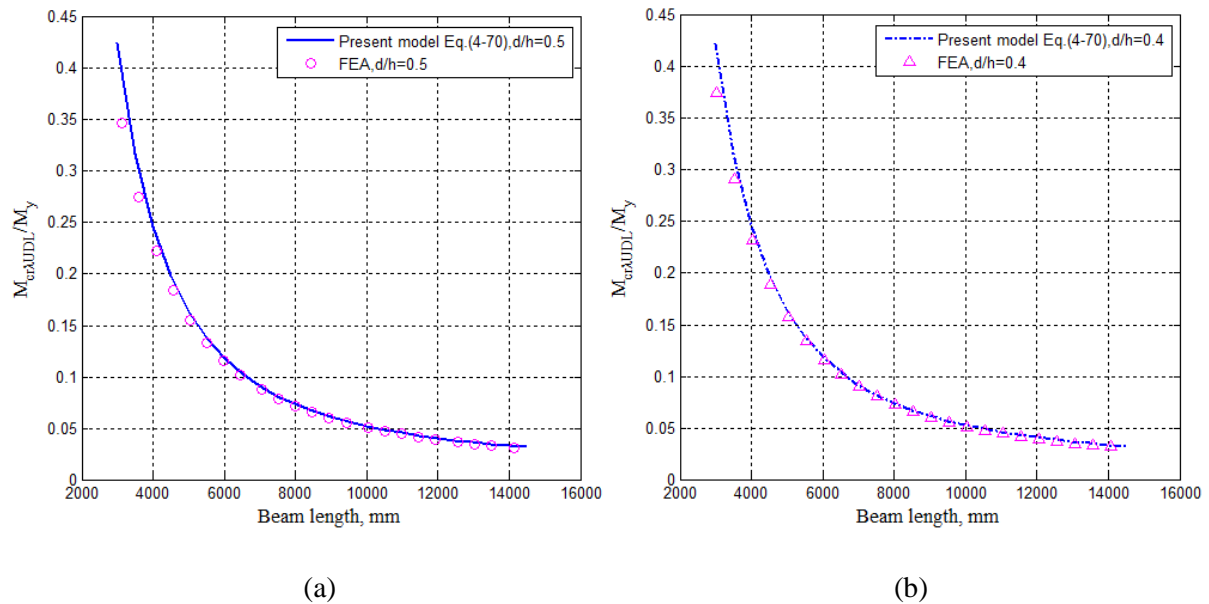 0.45
0.4
0.35
0.3
0.25
0.2
0.15
0.1
0.05
0
2000 4000 6000 8000 10000 12000 14000 16000
Beam length, mm
McrλUDL/My
Present model Eq.(4-70),d/h=0.5
FEA,d/h=0.5
(a)
0.45
0.4
0.35
0.3
0.25
0.2
0.15
0.1
0.05
0
2000 4000 6000 8000 10000 12000 14000 16000
Beam length, mm
McrλUDL/My
Present model Eq.(4-70),d/h=0.4
FEA,d/h=0.4
(b)